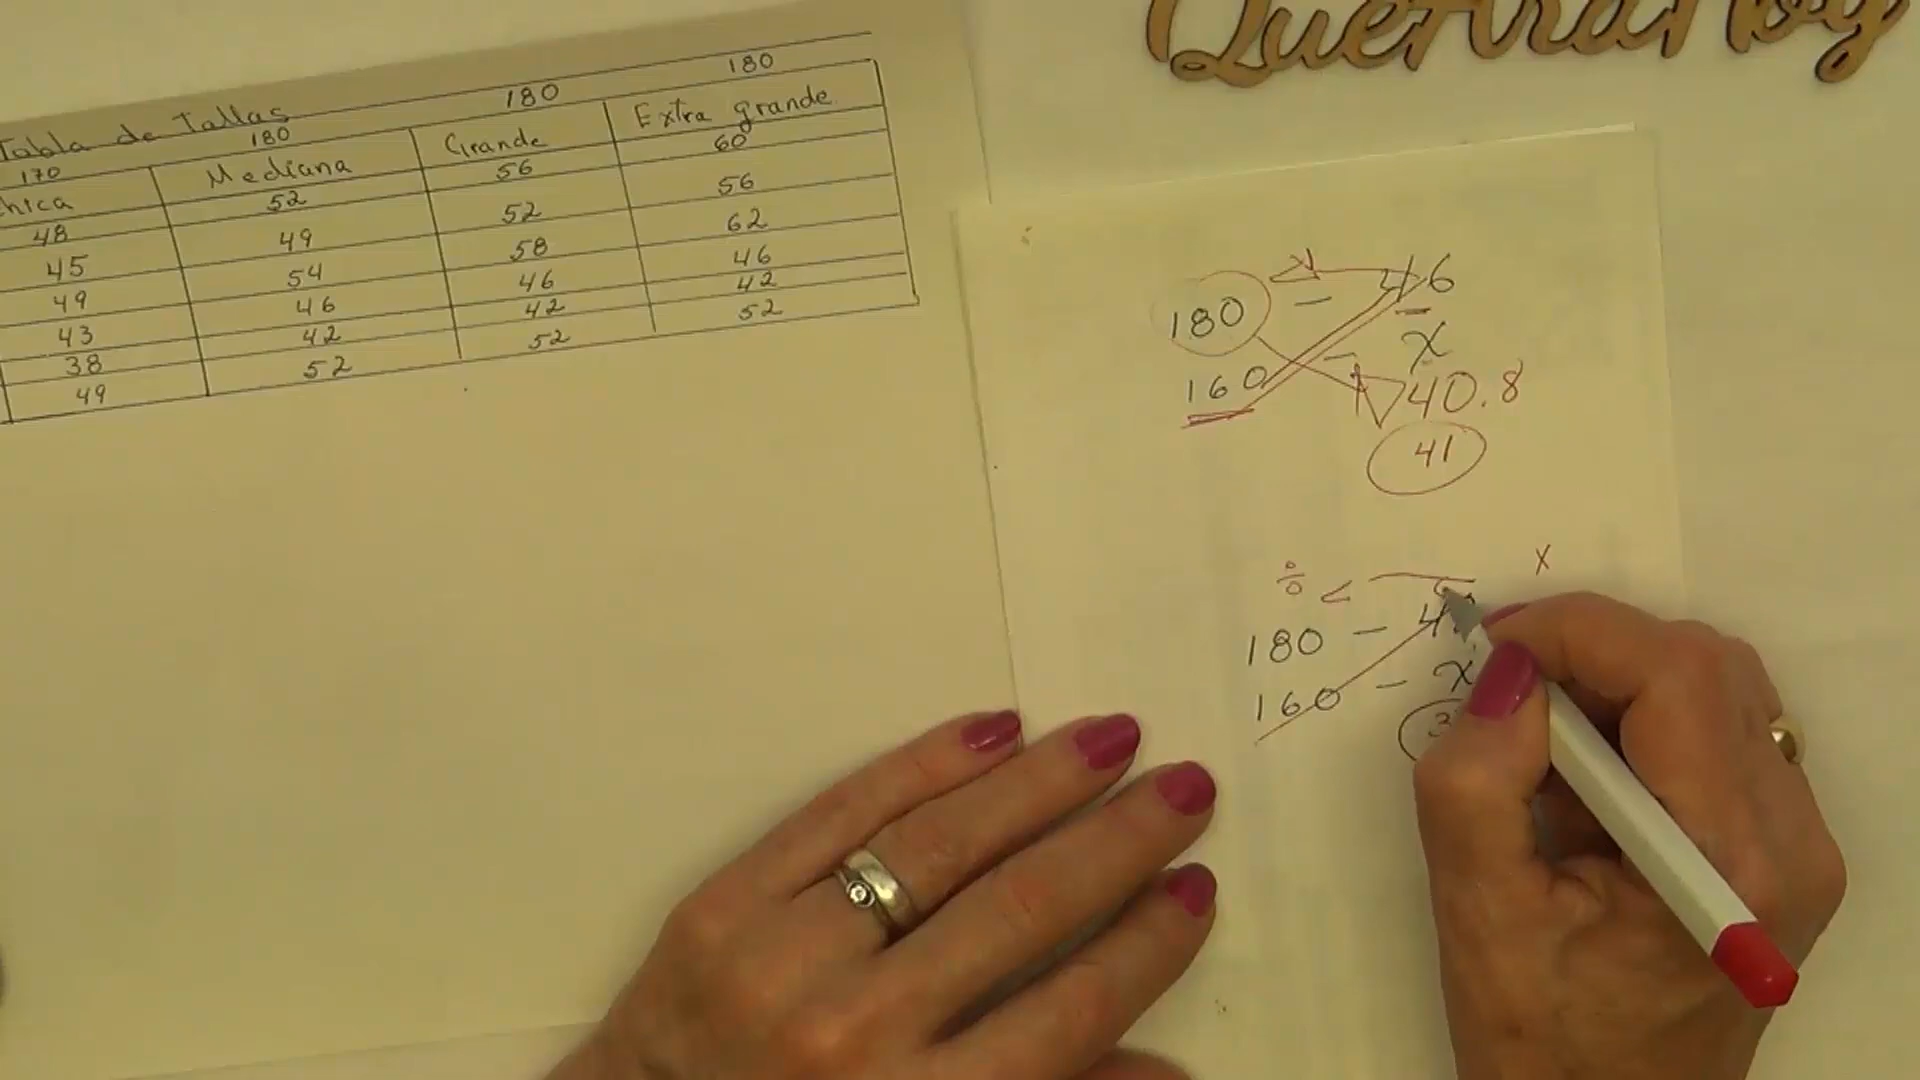 QueAraHoy
Tabla de Tallas
170 180 180 180
Mediana Grande Extra grande
48 52 56 60
45 49 52 56
49 54 58 62
43 46 46 46
38 42 42 42
49 52 52 52
180 - 46
160 - x
40.8
41
÷ x
180 -
160 - x